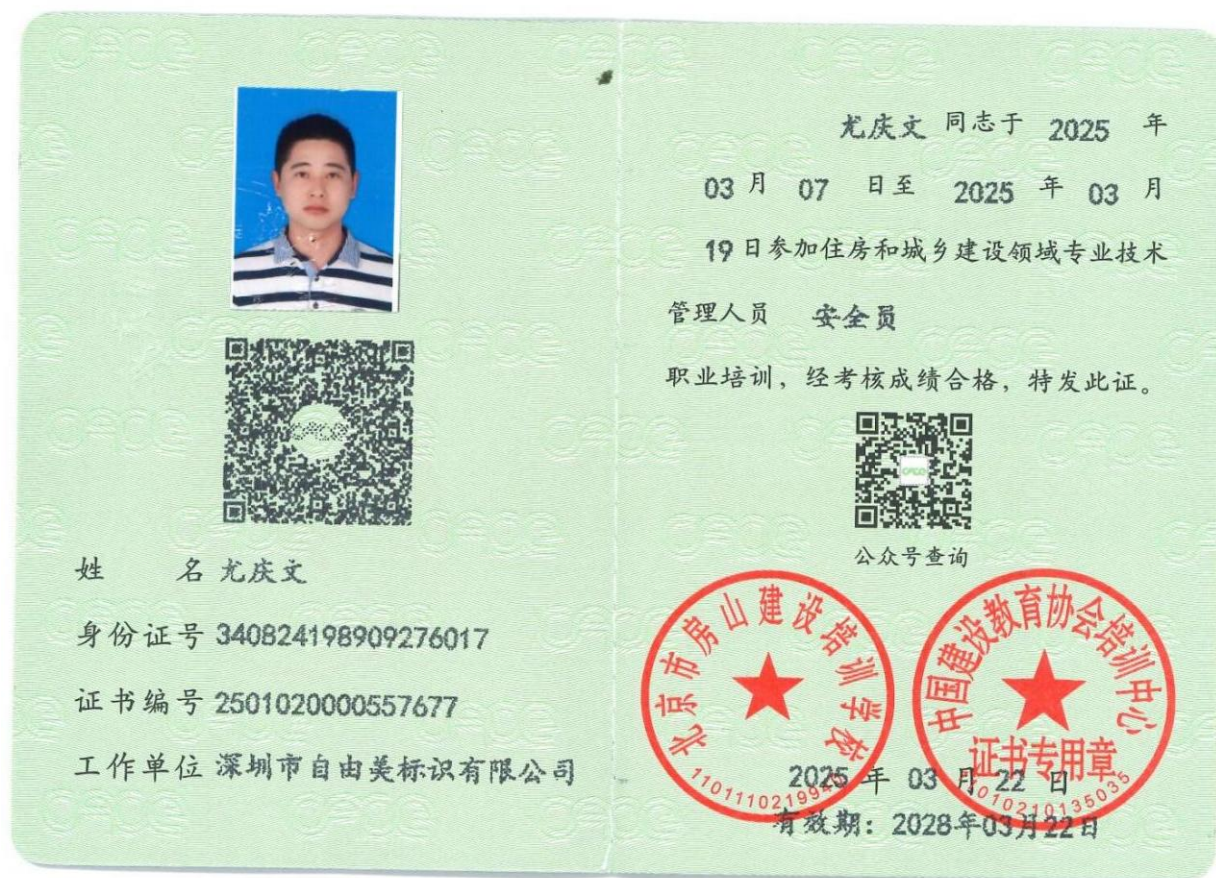 姓 名 尤庆文
身份证号 340824198909276017
证书编号 2501020000557677
工作单位 深圳市自由美标识有限公司
尤庆文 同志于 2025 年
03 月 07 日至 2025 年 03 月
19 日参加住房和城乡建设领域专业技术
管理人员 安全员
职业培训，经考核成绩合格，特发此证。
公众号查询
北京市房山建设培训学校
中国建设教育协会培训中心
证书专用章
2025 年 03 月 22 日
有效期：2028年03月22日